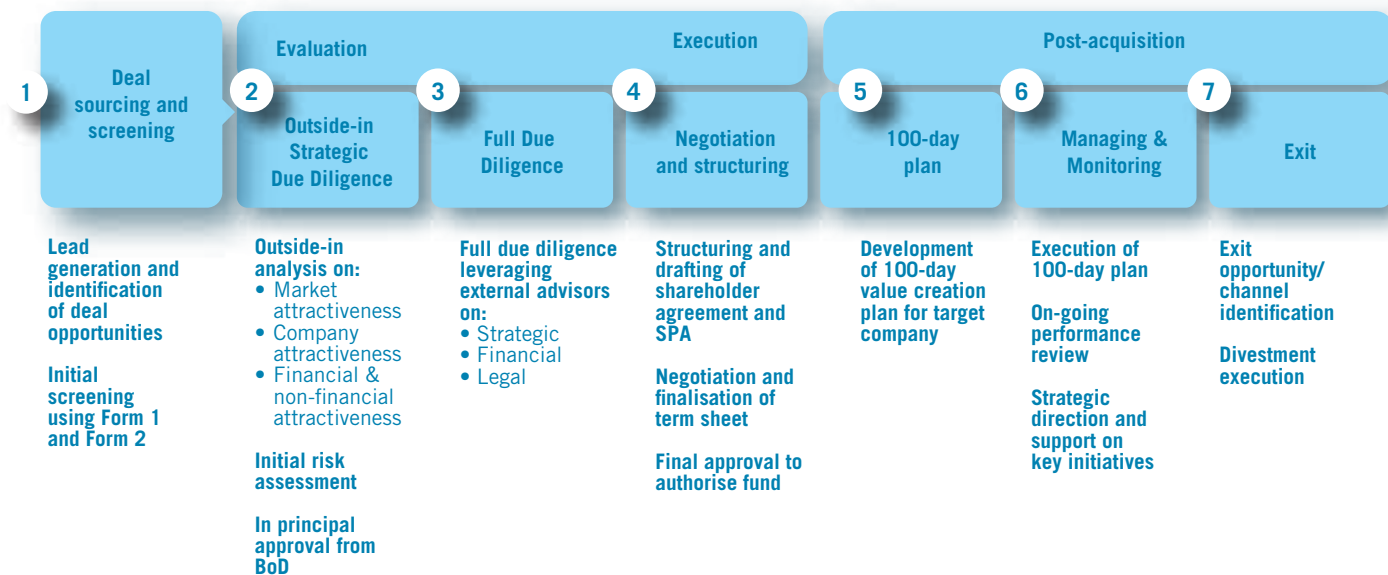 Evaluation
Execution
Post-acquisition
1
Deal
sourcing and
screening
2
Outside-in
Strategic
Due Diligence
3
Full Due
Diligence
4
Negotiation
and structuring
5
100-day
plan
6
Managing &
Monitoring
7
Exit
Lead
generation and
identification
of deal
opportunities
Initial
screening
using Form 1
and Form 2
Outside-in
analysis on:
• Market
attractiveness
• Company
attractiveness
• Financial &
non-financial
attractiveness
Initial risk
assessment
In principal
approval from
BoD
Full due diligence
leveraging
external advisors
on:
• Strategic
• Financial
• Legal
Structuring and
drafting of
shareholder
agreement and
SPA
Negotiation and
finalisation of
term sheet
Final approval to
authorise fund
Development
of 100-day
value creation
plan for target
company
Execution of
100-day plan
On-going
performance
review
Strategic
direction and
support on
key initiatives
Exit
opportunity/
channel
identification
Divestment
execution